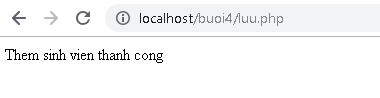 localhost/buoi4/luu.php
Them sinh vien thanh cong